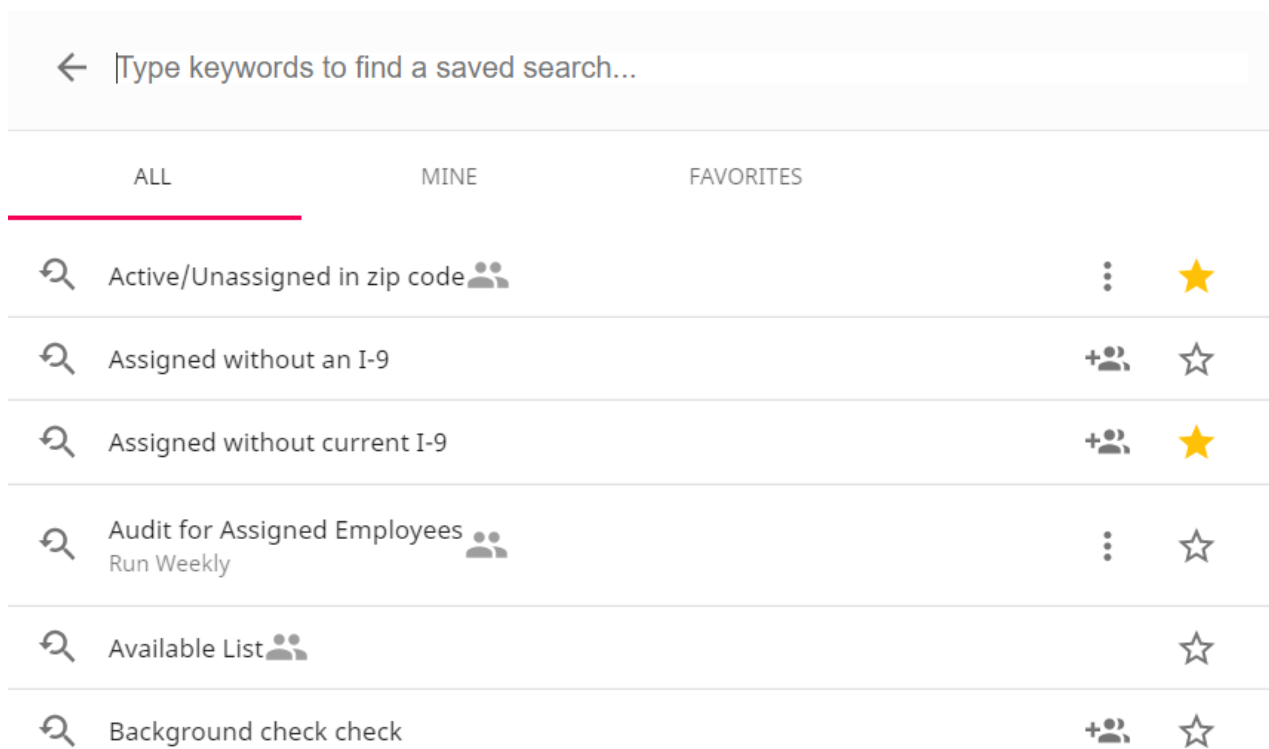 Type keywords to find a saved search...
ALL MINE FAVORITES
Active/Unassigned in zip code
Assigned without an I-9
Assigned without current I-9
Audit for Assigned Employees
Run Weekly
Available List
Background check check